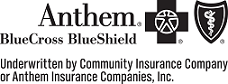 Anthem
BlueCross BlueShield
Underwritten by Community Insurance Company
or Anthem Insurance Companies, Inc.